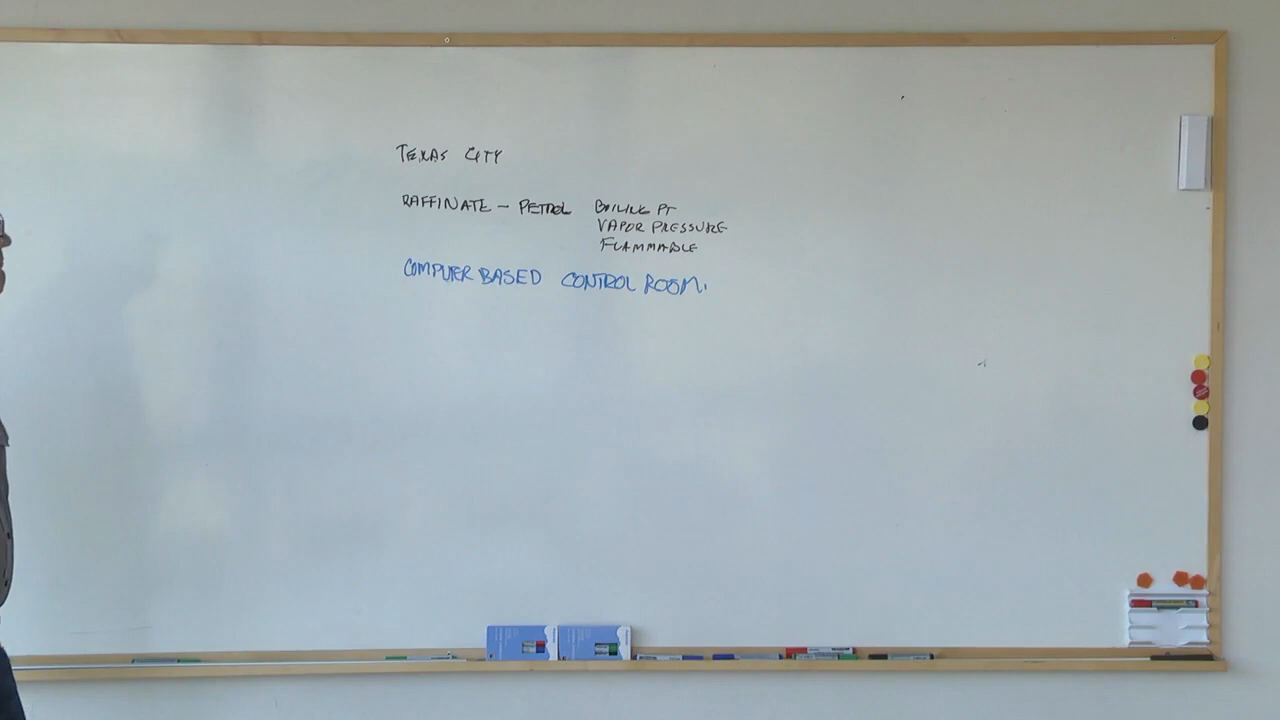 TEXAS CITY
RAFFINATE - PETROL BOILING PT
VAPOR PRESSURE
FLAMMABLE
COMPUTER BASED CONTROL ROOM.